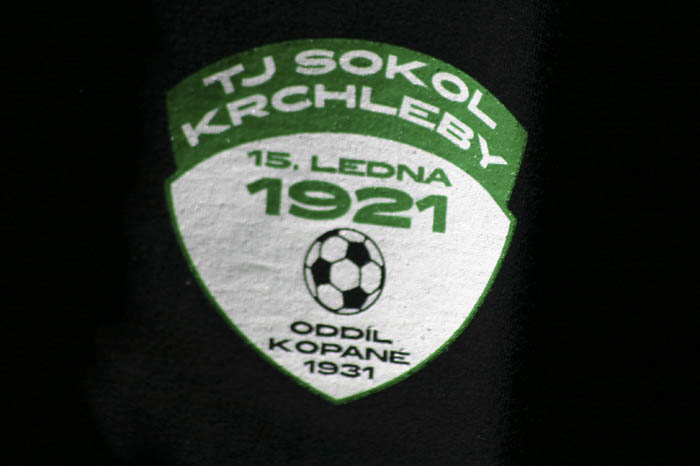 TJ SOKOL
KRCHLEBY
15. LEDNA
1921
ODDÍL
KOPANÉ
1931